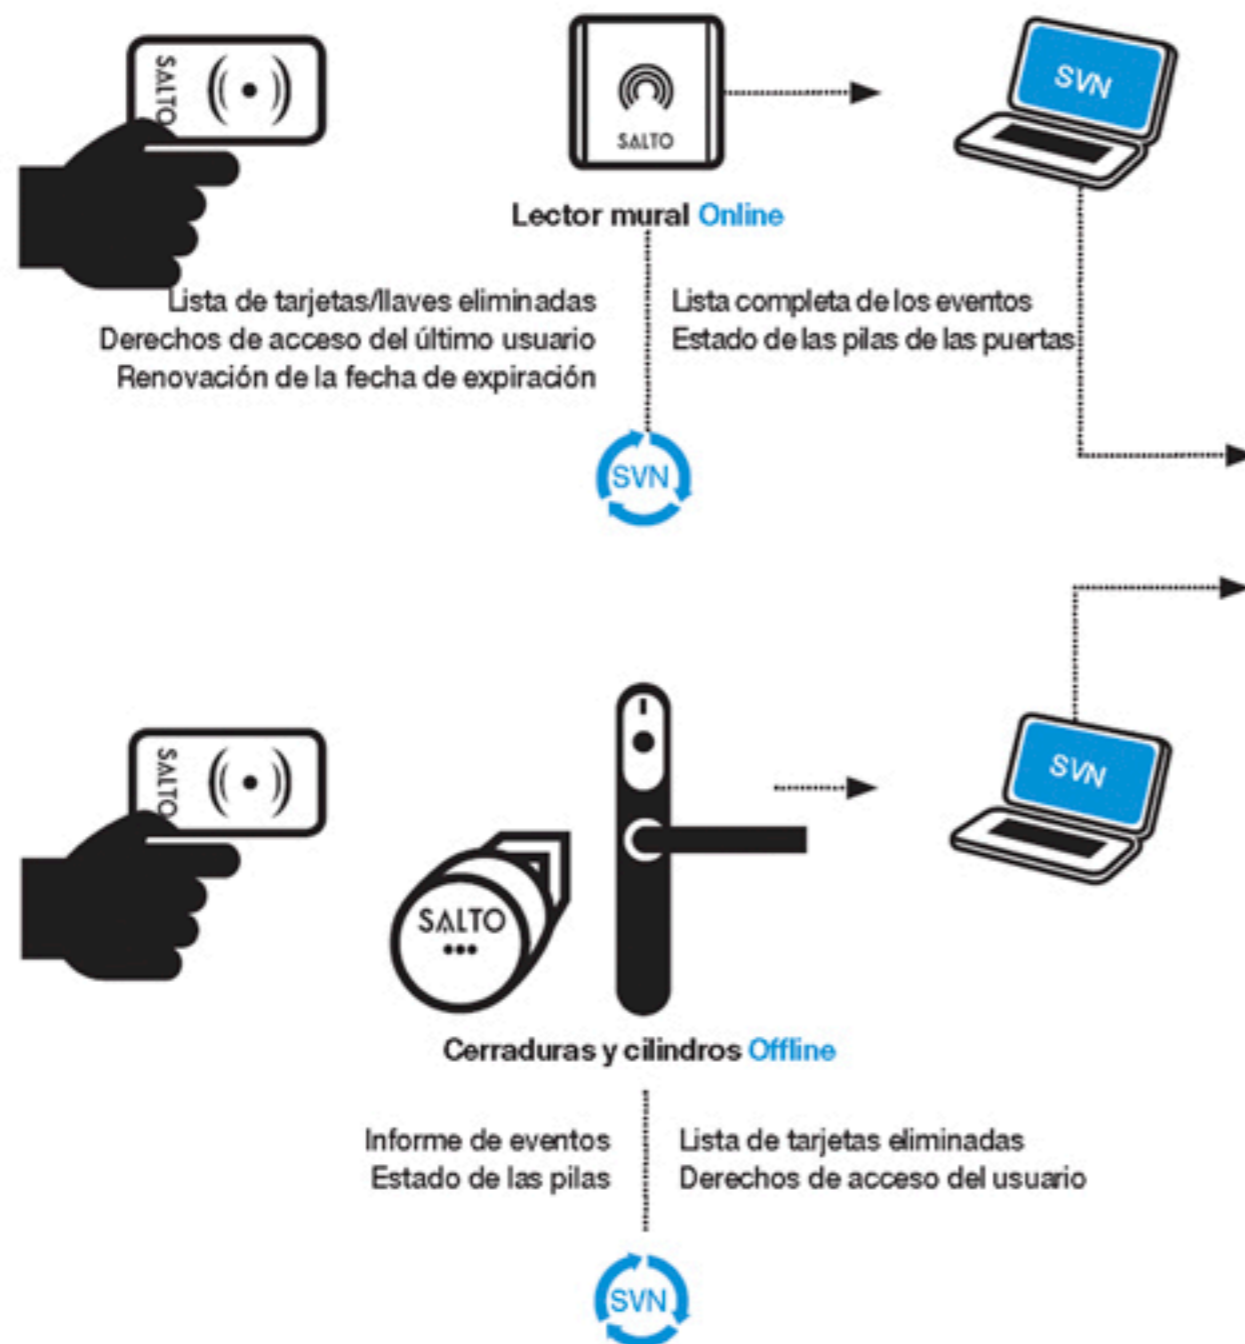 SALTO
SALTO
SVN
Lector mural Online
Lista de tarjetas/llaves eliminadas
Derechos de acceso del último usuario
Renovación de la fecha de expiración
Lista completa de los eventos
Estado de las pilas de las puertas
SVN
SALTO
SVN
SALTO
Cerraduras y cilindros Offline
Informe de eventos
Estado de las pilas
Lista de tarjetas eliminadas
Derechos de acceso del usuario
SVN